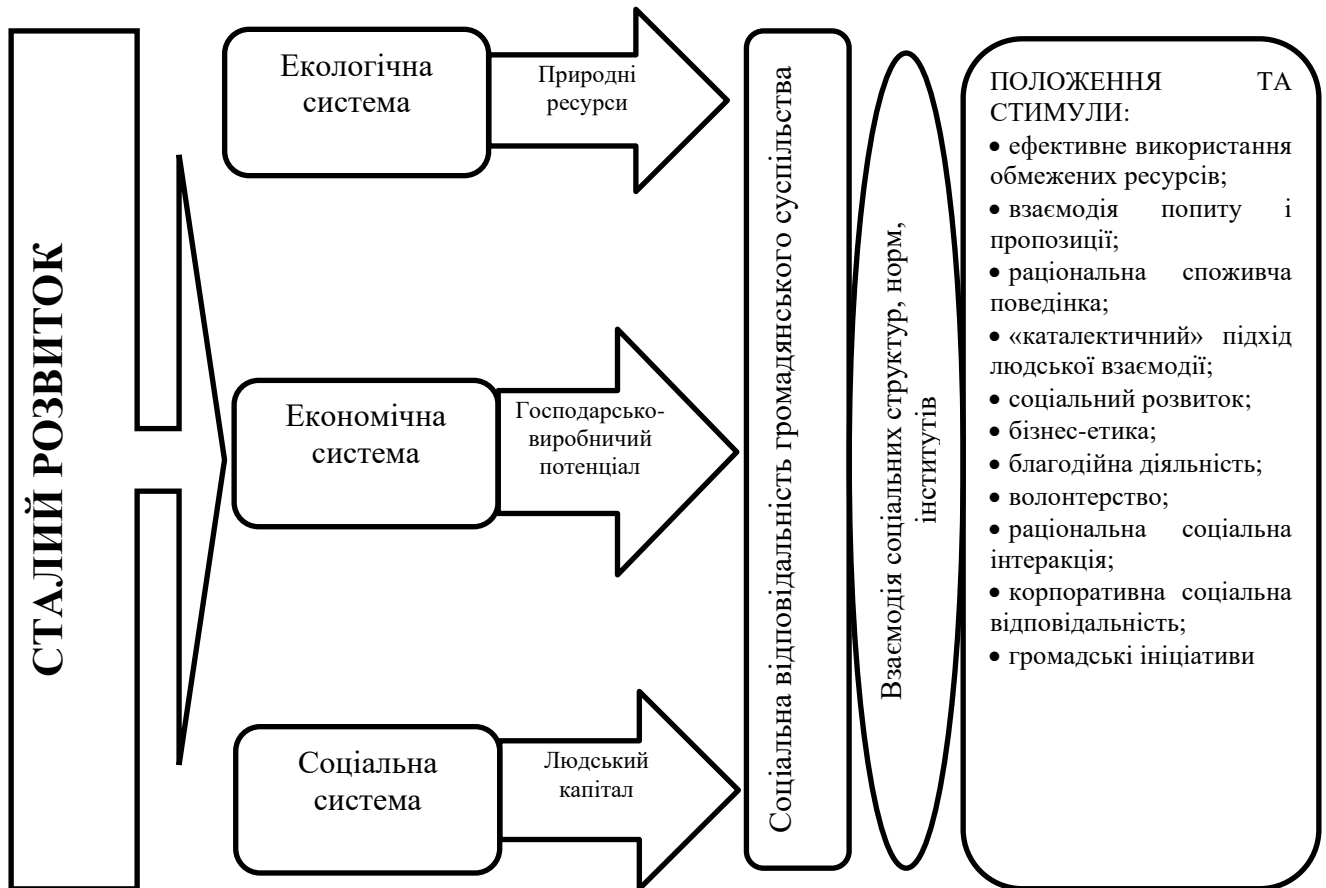 СТАЛИЙ РОЗВИТОК
Екологічна
система
Природні
ресурси
Економічна
система
Господарсько-
виробничий
потенціал
Соціальна
система
Людський
капітал
Соціальна відповідальність громадянського суспільства
Взаємодія соціальних структур, норм,
інститутів
ПОЛОЖЕННЯ ТА
СТИМУЛИ:
• ефективне використання
обмежених ресурсів;
• взаємодія попиту і
пропозиції;
• раціональна споживча
поведінка;
• «каталектичний» підхід
людської взаємодії;
• соціальний розвиток;
• бізнес-етика;
• благодійна діяльність;
• волонтерство;
• раціональна соціальна
інтеракція;
• корпоративна соціальна
відповідальність;
• громадські ініціативи